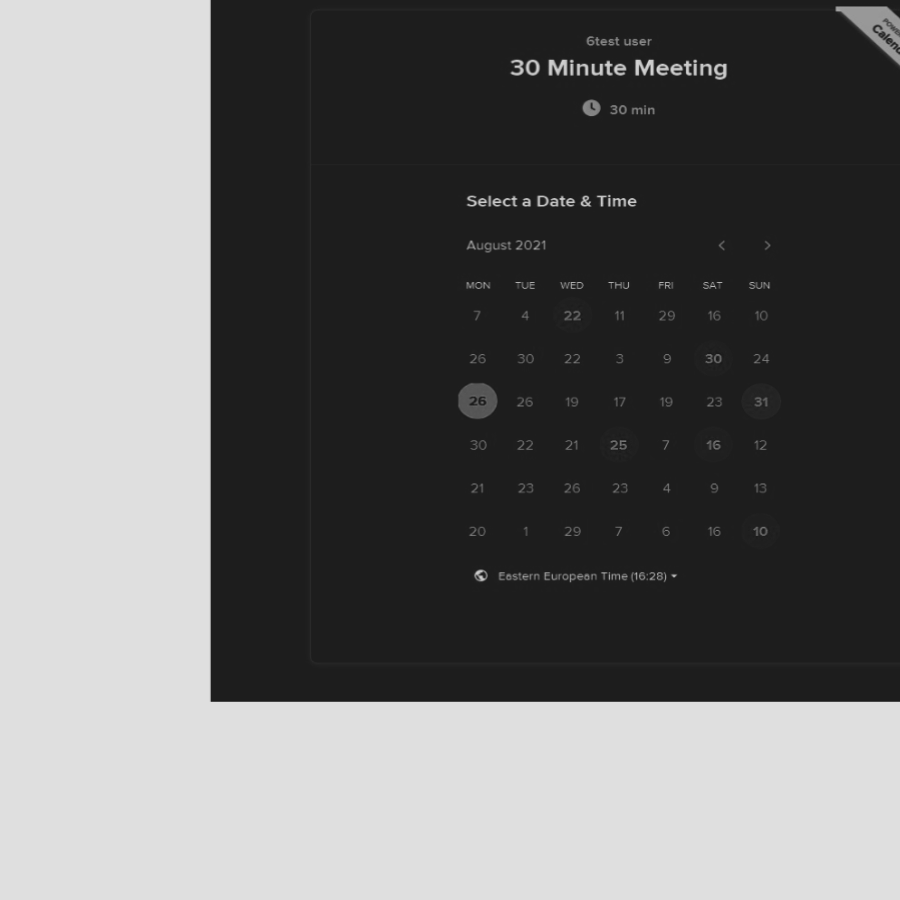 6test user
30 Minute Meeting
30 min
Select a Date & Time
August 2021
MON TUE WED THU FRI SAT SUN
7 4 22 11 29 16 10
26 30 22 3 9 30 24
26 26 19 17 19 23 31
30 22 21 25 7 16 12
21 23 26 23 4 9 13
20 1 29 7 6 16 10
Eastern European Time (16:28)